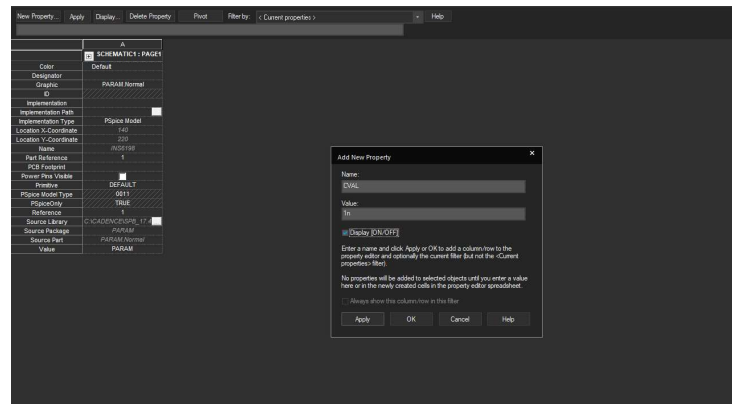 New Property... Apply Display... Delete Property Pivot Filter by: < Current properties > Help
A
SCHEMATIC1 : PAGE1
Color Default
Designator
Graphic PARAM.Normal
ID
Implementation
Implementation Path
Implementation Type PSpice Model
Location X-Coordinate 140
Location Y-Coordinate 220
Name INS6198
Part Reference 1
PCB Footprint
Power Pins Visible
Primitive DEFAULT
PSpice Model Type 0011
PSpiceOnly TRUE
Reference 1
Source Library C:\CADENCE\SPB_17.4
Source Package PARAM
Source Part PARAM.Normal
Value PARAM
Add New Property
Name:
CVAL
Value:
1n
Display [ON/OFF]
Enter a name and click Apply or OK to add a column/row to the
property editor and optionally the current filter (but not the <Current
properties> filter).
No properties will be added to selected objects until you enter a value
here or in the newly created cells in the property editor spreadsheet.
Always show this column/row in this filter
Apply OK Cancel Help